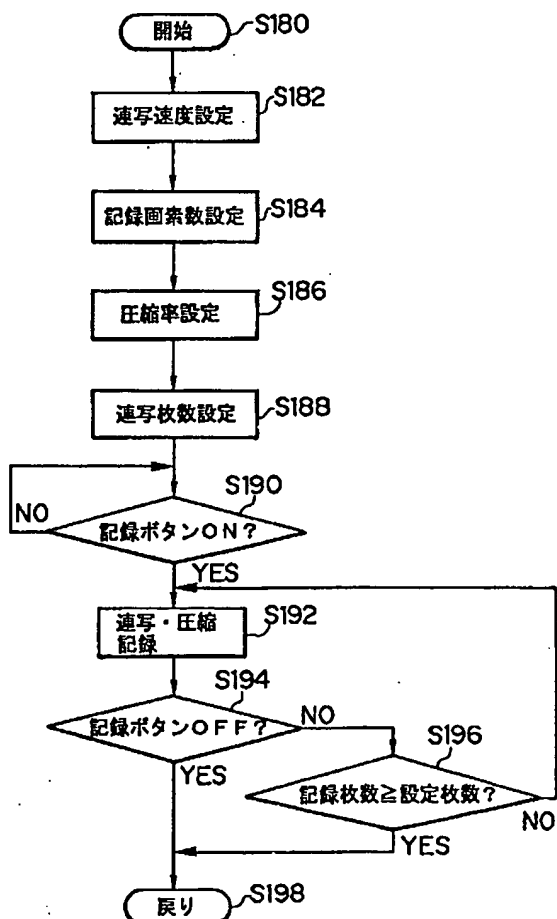 開始
S180
連写速度設定
S182
記録画素数設定
S184
圧縮率設定
S186
連写枚数設定
S188
S190
記録ボタンON?
NO
YES
連写・圧縮
記録
S192
S194
記録ボタンOFF?
NO
YES
S196
記録枚数≧設定枚数?
NO
YES
戻り
S198